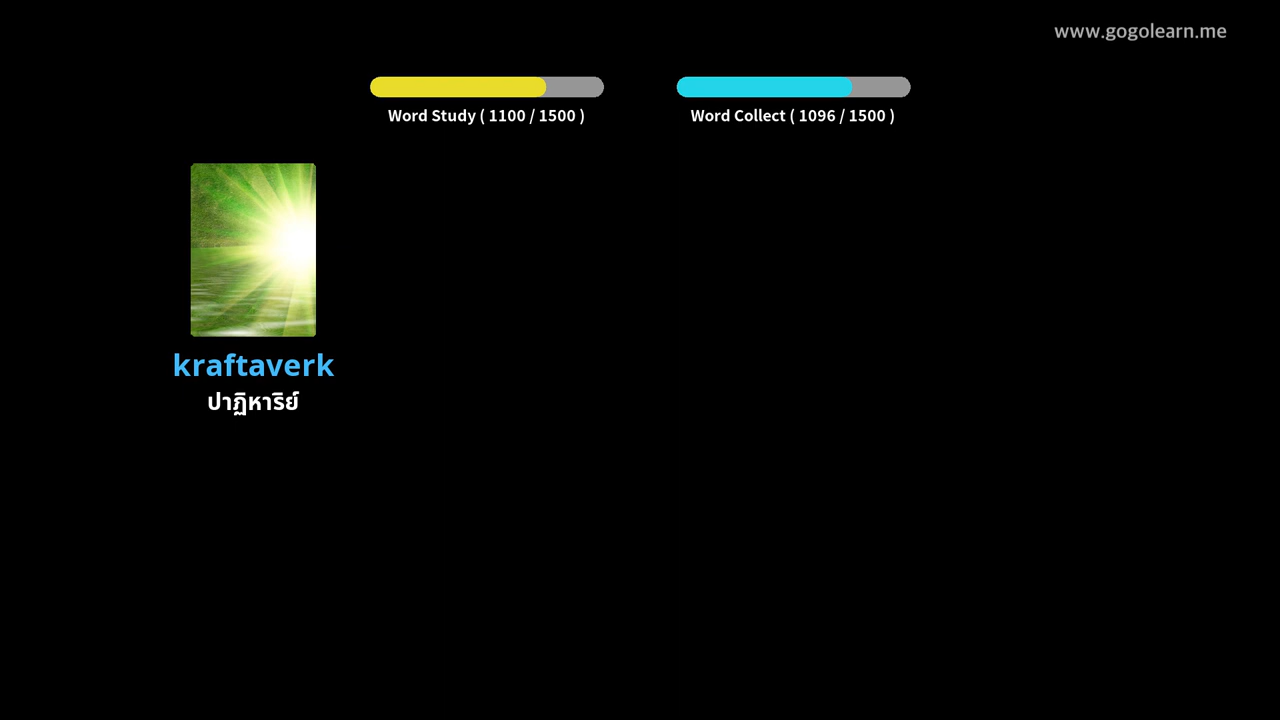 www.gogolearn.me
Word Study ( 1100 / 1500 )
Word Collect ( 1096 / 1500 )
kraftaverk
ปาฏิหาริย์